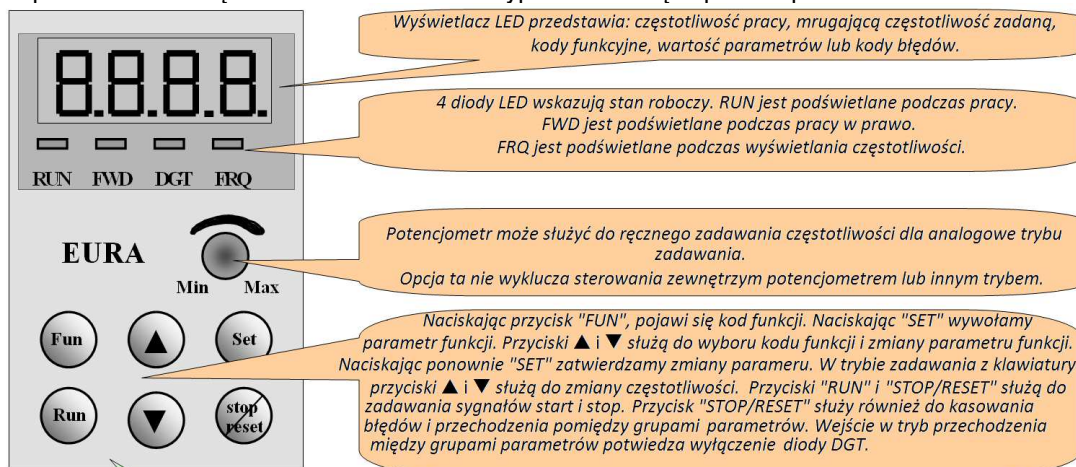 Wyświetlacz LED przedstawia: częstotliwość pracy, mrugającą częstotliwość zadaną,
kody funkcyjne, wartość parametrów lub kody błędów.
8.8.8.8.
4 diody LED wskazują stan roboczy. RUN jest podświetlane podczas pracy.
FWD jest podświetlane podczas pracy w prawo.
FRQ jest podświetlane podczas wyświetlania częstotliwości.
RUN FWD DGT FRQ
Potencjometr może służyć do ręcznego zadawania częstotliwości dla analogowe trybu
zadawania.
Opcja ta nie wyklucza sterowania zewnętrzym potencjometrem lub innym trybem.
EURA
Min Max
Fun ▲ Set
Run ▼ stop
reset
Naciskając przycisk "FUN", pojawi się kod funkcji. Naciskając "SET" wywołamy
parametr funkcji. Przyciski ▲ i ▼ służą do wyboru kodu funkcji i zmiany parametru funkcji.
Naciskając ponownie "SET" zatwierdzamy zmiany parameru. W trybie zadawania z klawiatury
przyciski ▲ i ▼ służą do zmiany częstotliwości. Przyciski "RUN" i "STOP/RESET" służą do
zadawania sygnałów start i stop. Przycisk "STOP/RESET" służy również do kasowania
błędów i przechodzenia pomiędzy grupami parametrów. Wejście w tryb przechodzenia
między grupami parametrów potwiedza wyłączenie diody DGT.